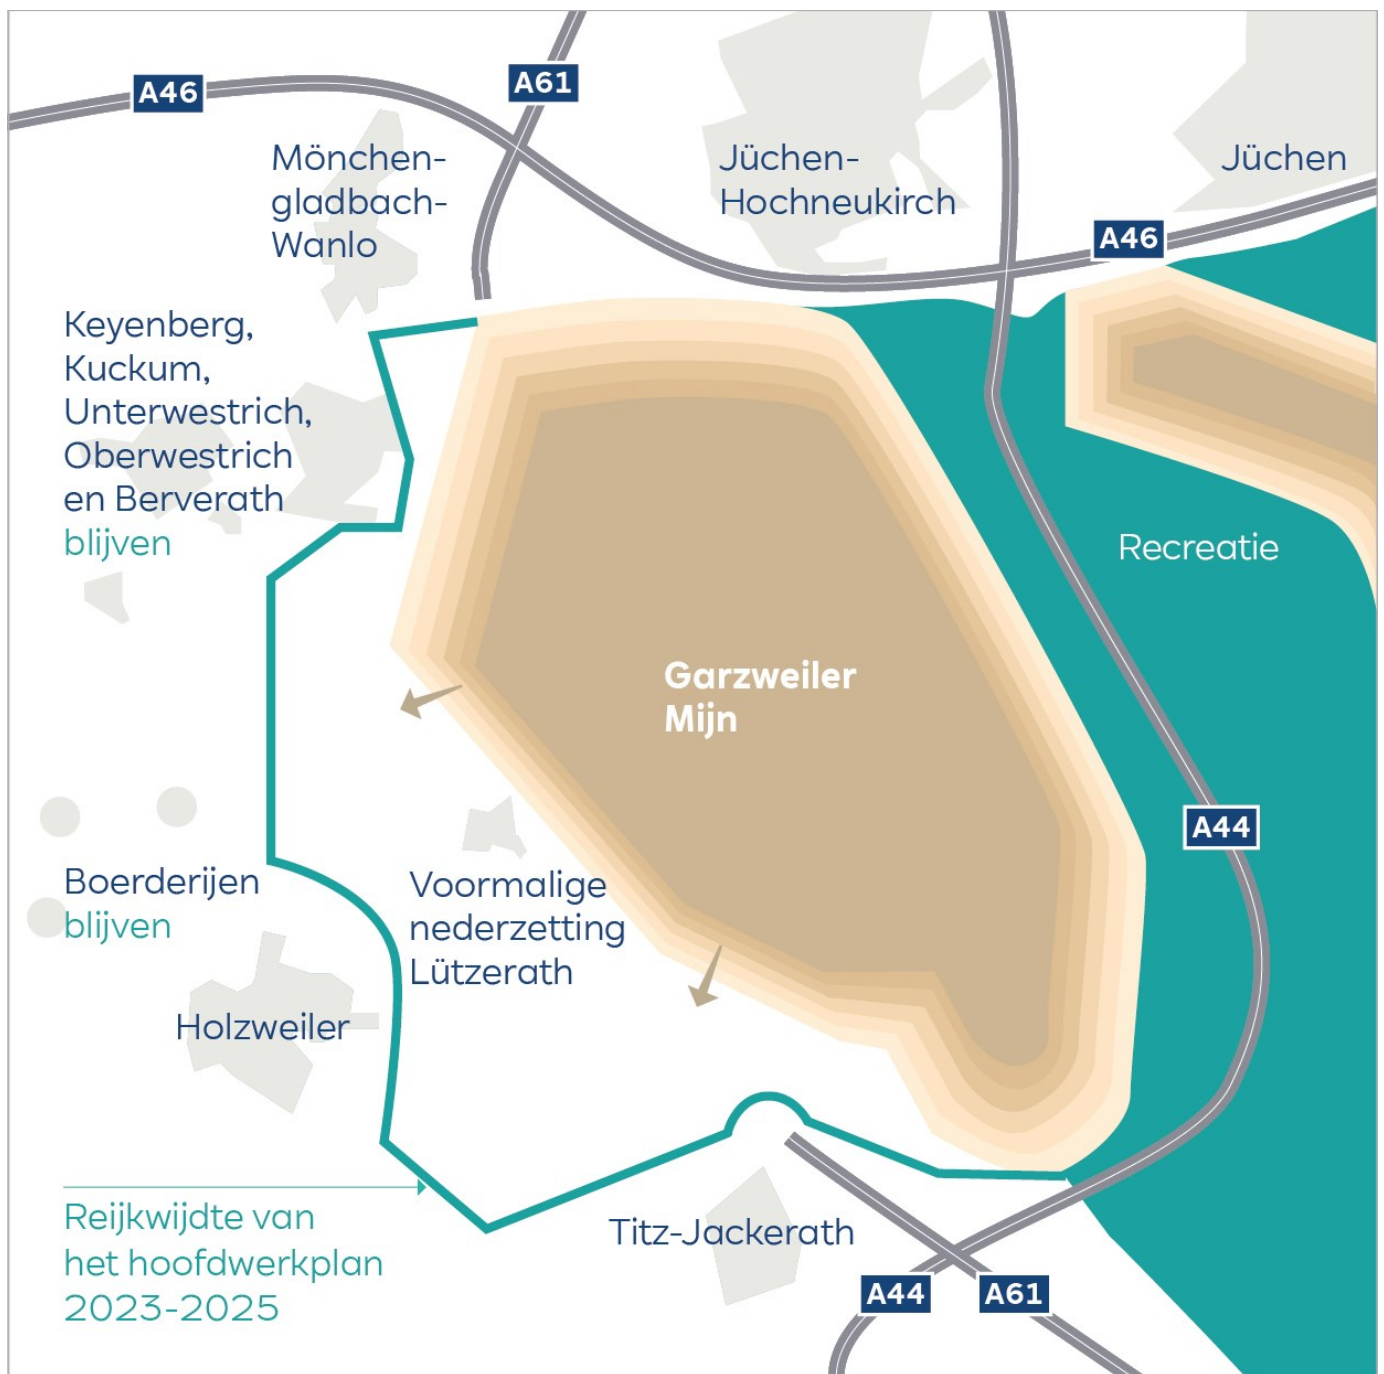 A46
A61
Mönchen-
gladbach-
Wanlo
Jüchen-
Hochneukirch
Jüchen
A46
Keyenberg,
Kuckum,
Unterwestrich,
Oberwestrich
en Berverath
blijven
Recreatie
Garzweiler
Mijn
A44
Boerderijen
blijven
Voormalige
nederzetting
Lützerath
Holzweiler
Reijkwijdte van
het hoofdwerkplan
2023-2025
Titz-Jackerath
A44
A61